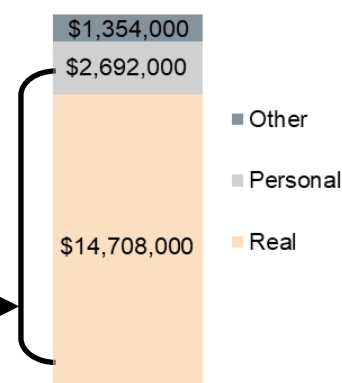 $1,354,000
$2,692,000
Other
Personal
$14,708,000
Real